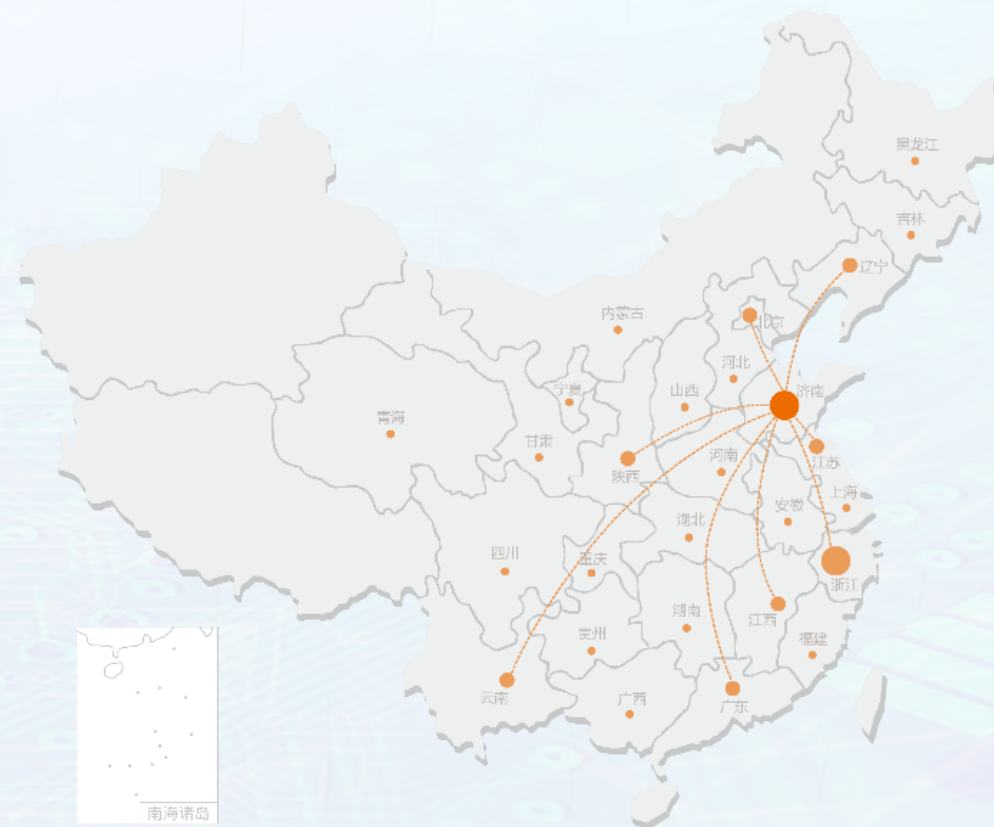 黑龙江
吉林
辽宁
内蒙古
北京
河北
宁夏
山西
济南
青海
甘肃
陕西
河南
江苏
上海
安徽
湖北
四川
重庆
浙江
湖南
江西
贵州
福建
云南
广西
广东
南海诸岛